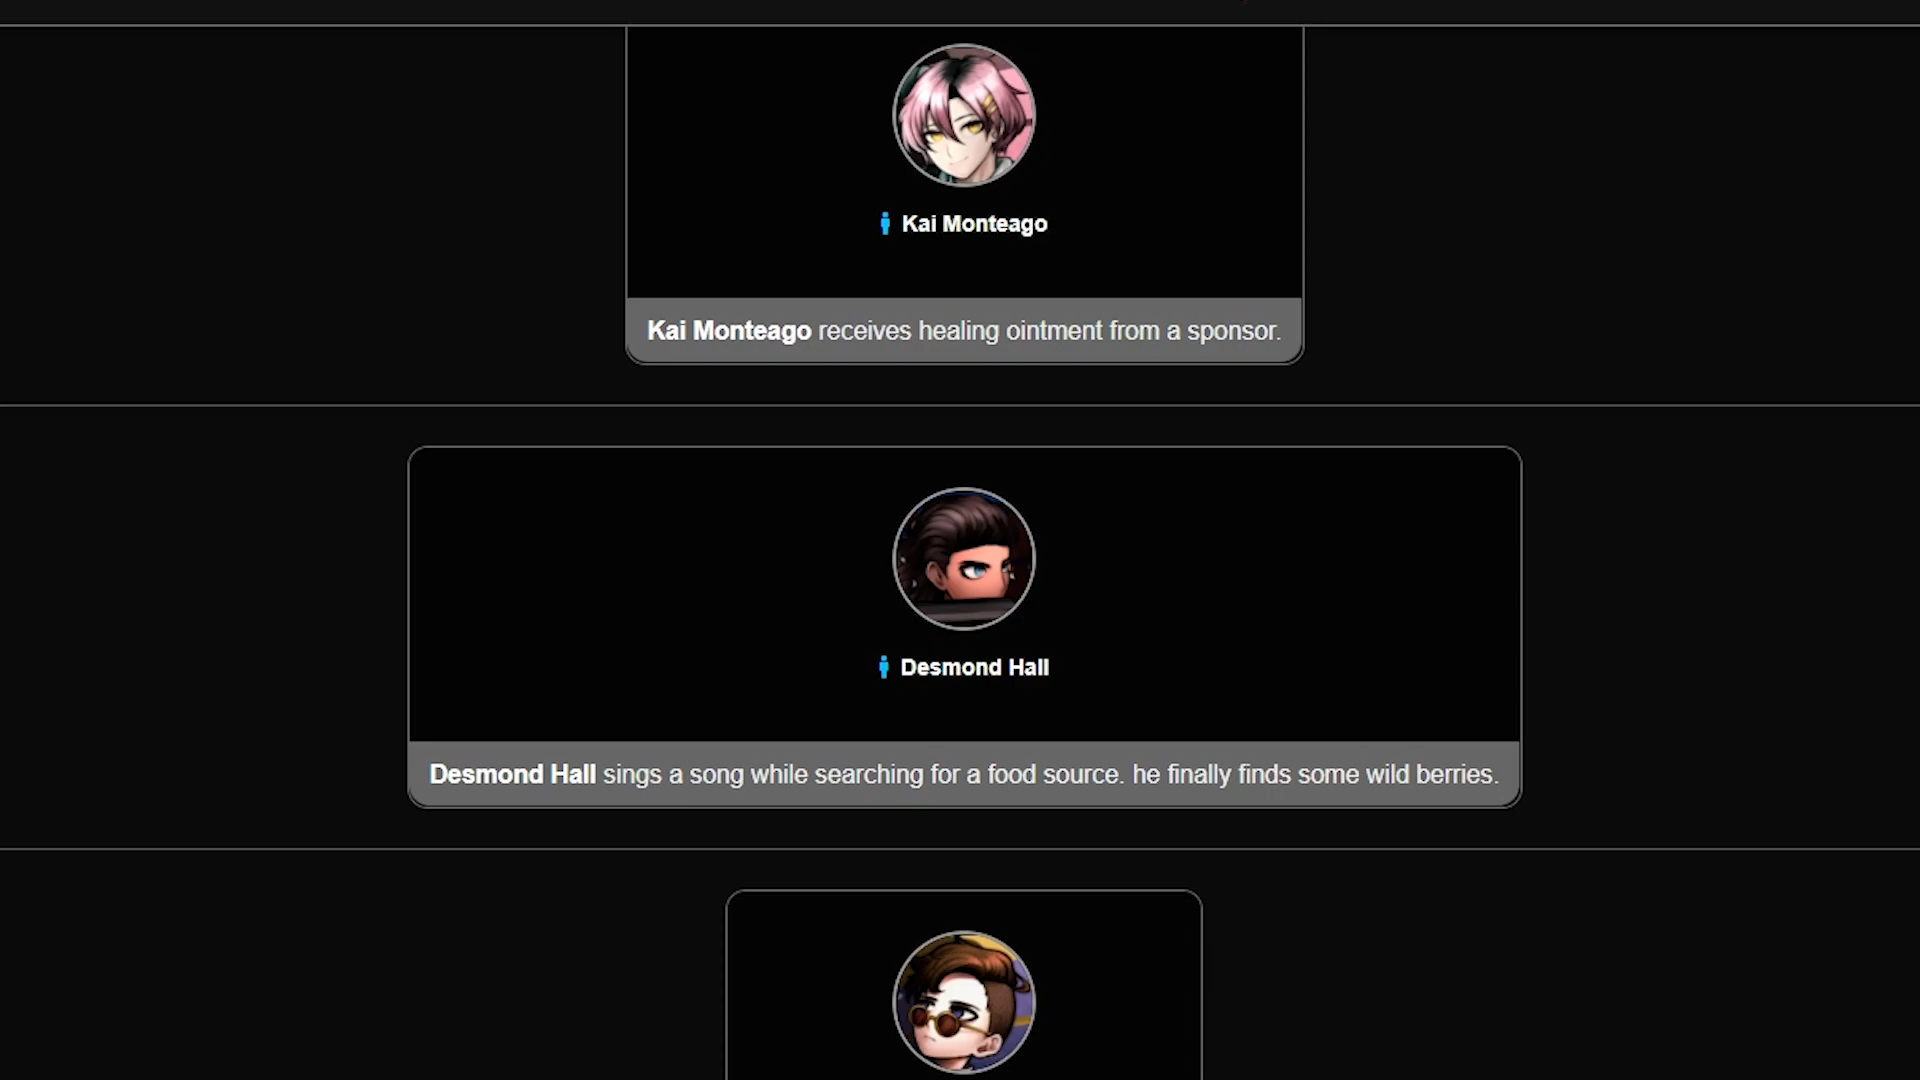 Kai Monteago
Kai Monteago receives healing ointment from a sponsor.
Desmond Hall
Desmond Hall sings a song while searching for a food source. he finally finds some wild berries.